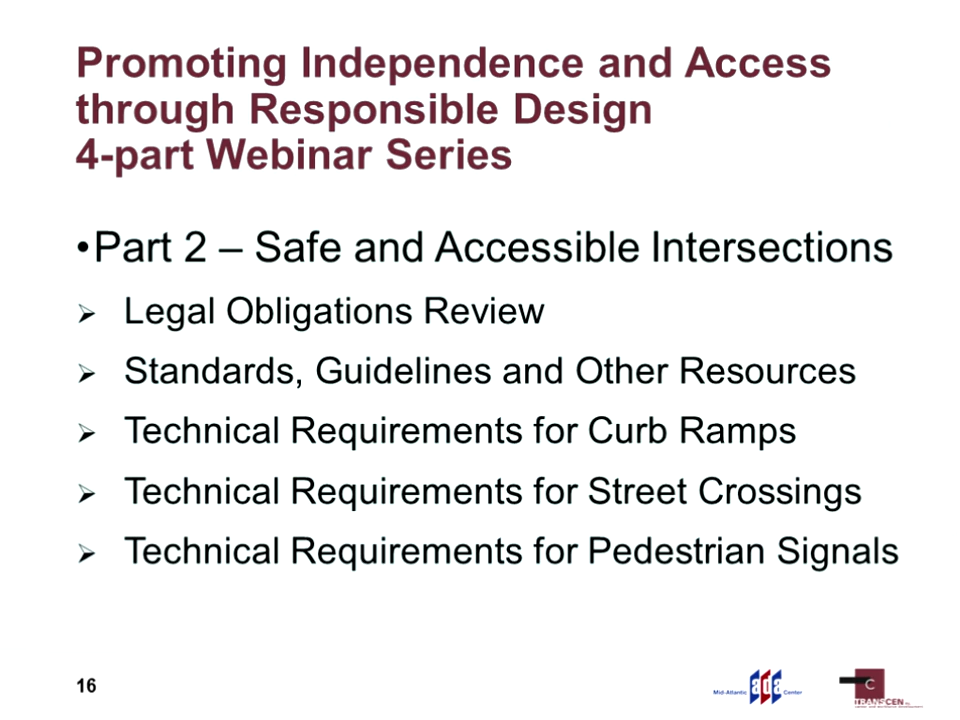 Promoting Independence and Access
through Responsible Design
4-part Webinar Series
•Part 2 – Safe and Accessible Intersections
➢ Legal Obligations Review
➢ Standards, Guidelines and Other Resources
➢ Technical Requirements for Curb Ramps
➢ Technical Requirements for Street Crossings
➢ Technical Requirements for Pedestrian Signals
16
Mid-Atlantic ada Center
C
TRANSCEN